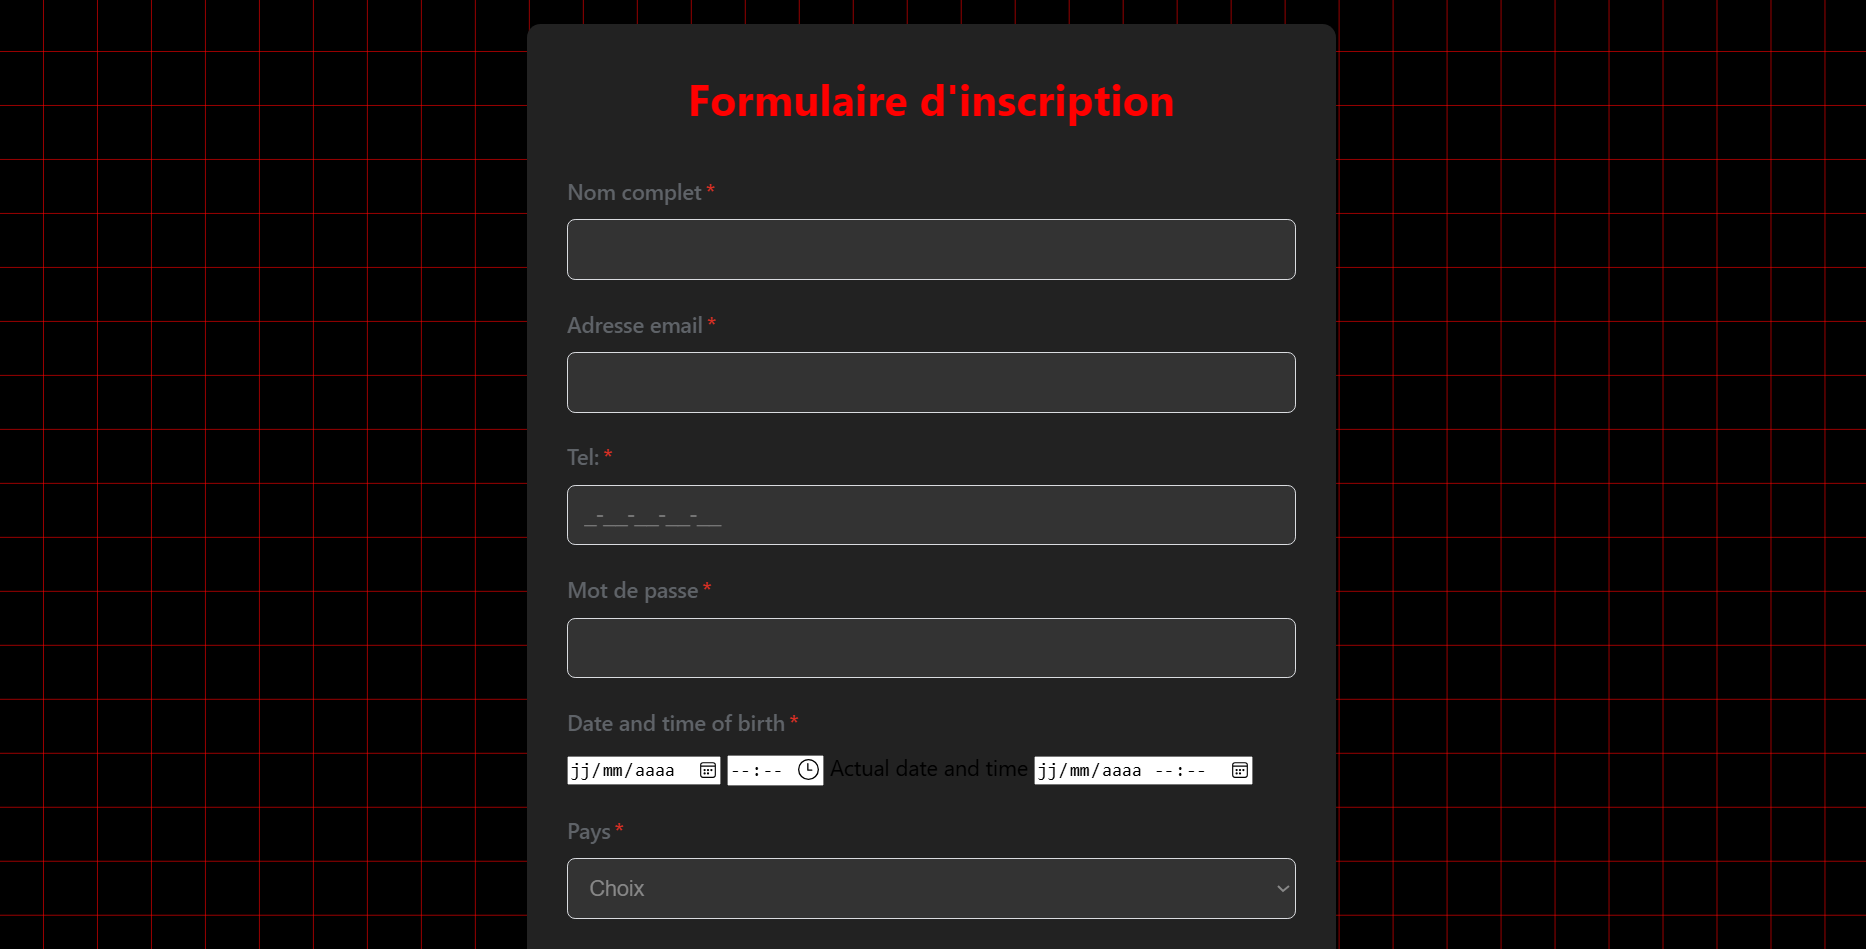 Formulaire d'inscription
Nom complet *
Adresse email *
Tel: *
_-__-__-__-__
Mot de passe *
Date and time of birth *
jj/mm/aaaa --:-- Actual date and time jj/mm/aaaa --:--
Pays *
Choix